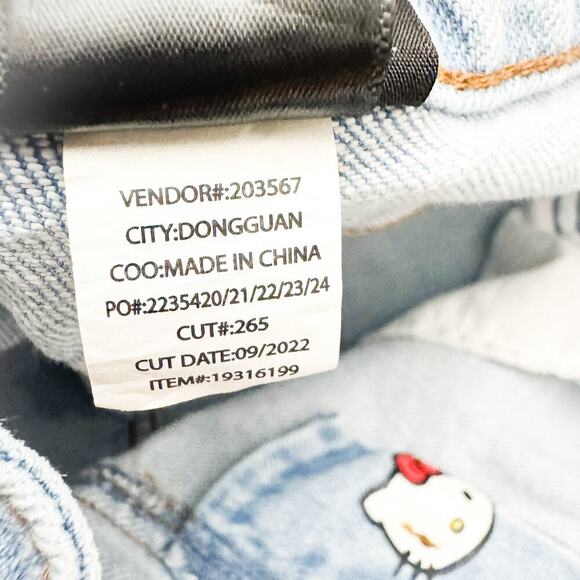 VENDOR#:203567
CITY:DONGGUAN
COO:MADE IN CHINA
PO#:2235420/21/22/23/24
CUT#:265
CUT DATE:09/2022
ITEM#:19316199